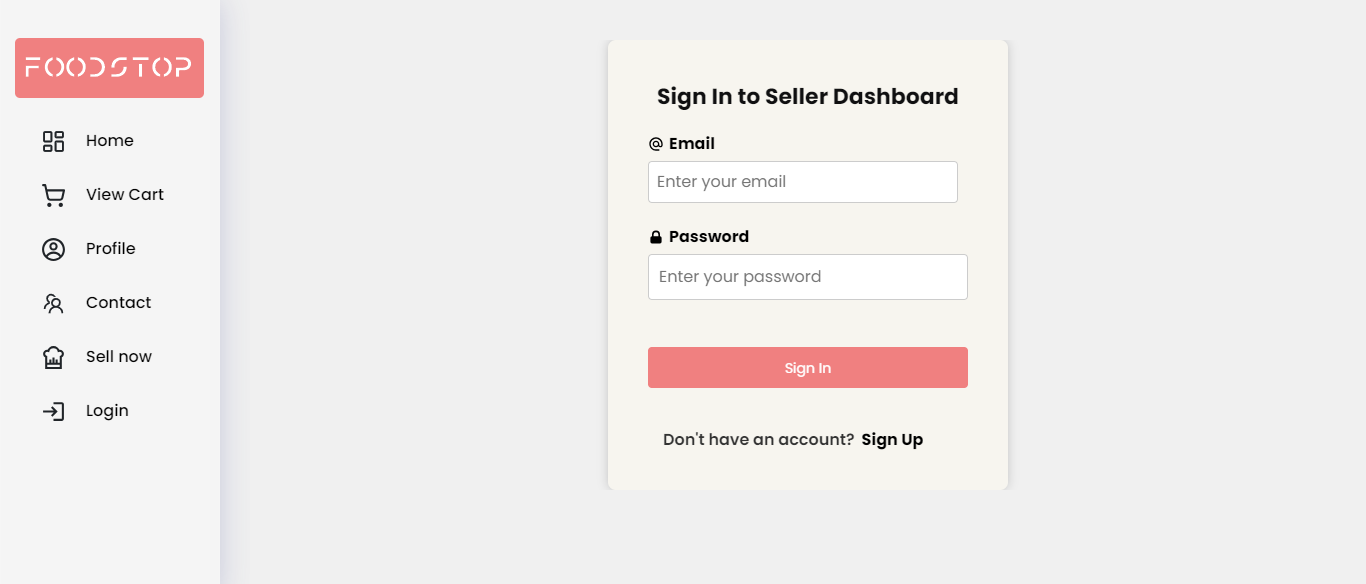 FOODSTOP
Home
View Cart
Profile
Contact
Sell now
Login
Sign In to Seller Dashboard
@ Email
Enter your email
Password
Enter your password
Sign In
Don't have an account? Sign Up